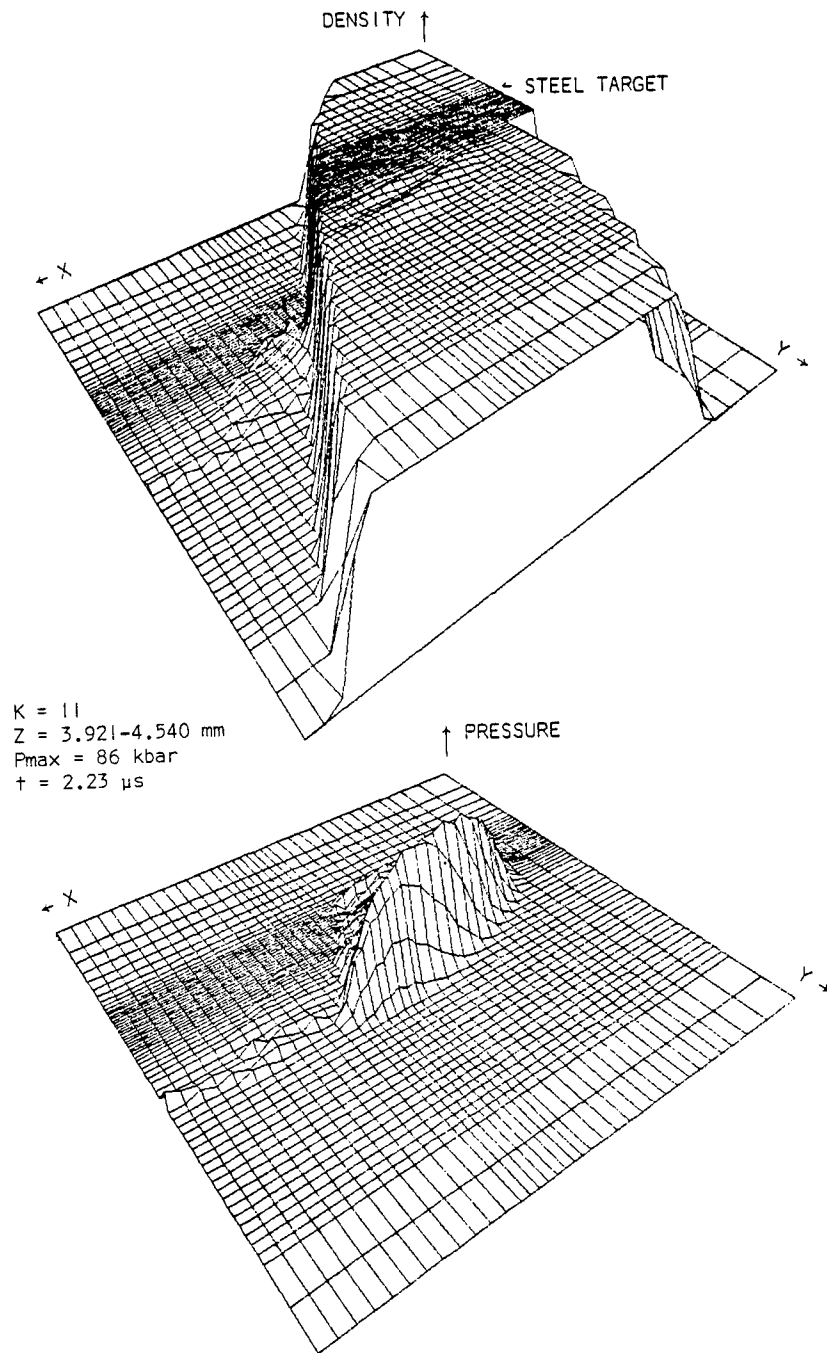 DENSITY ↑
← STEEL TARGET
← X
Y →
K = 11
Z = 3.921-4.540 mm
Pmax = 86 kbar
t = 2.23 µs
↑ PRESSURE
← X
Y →